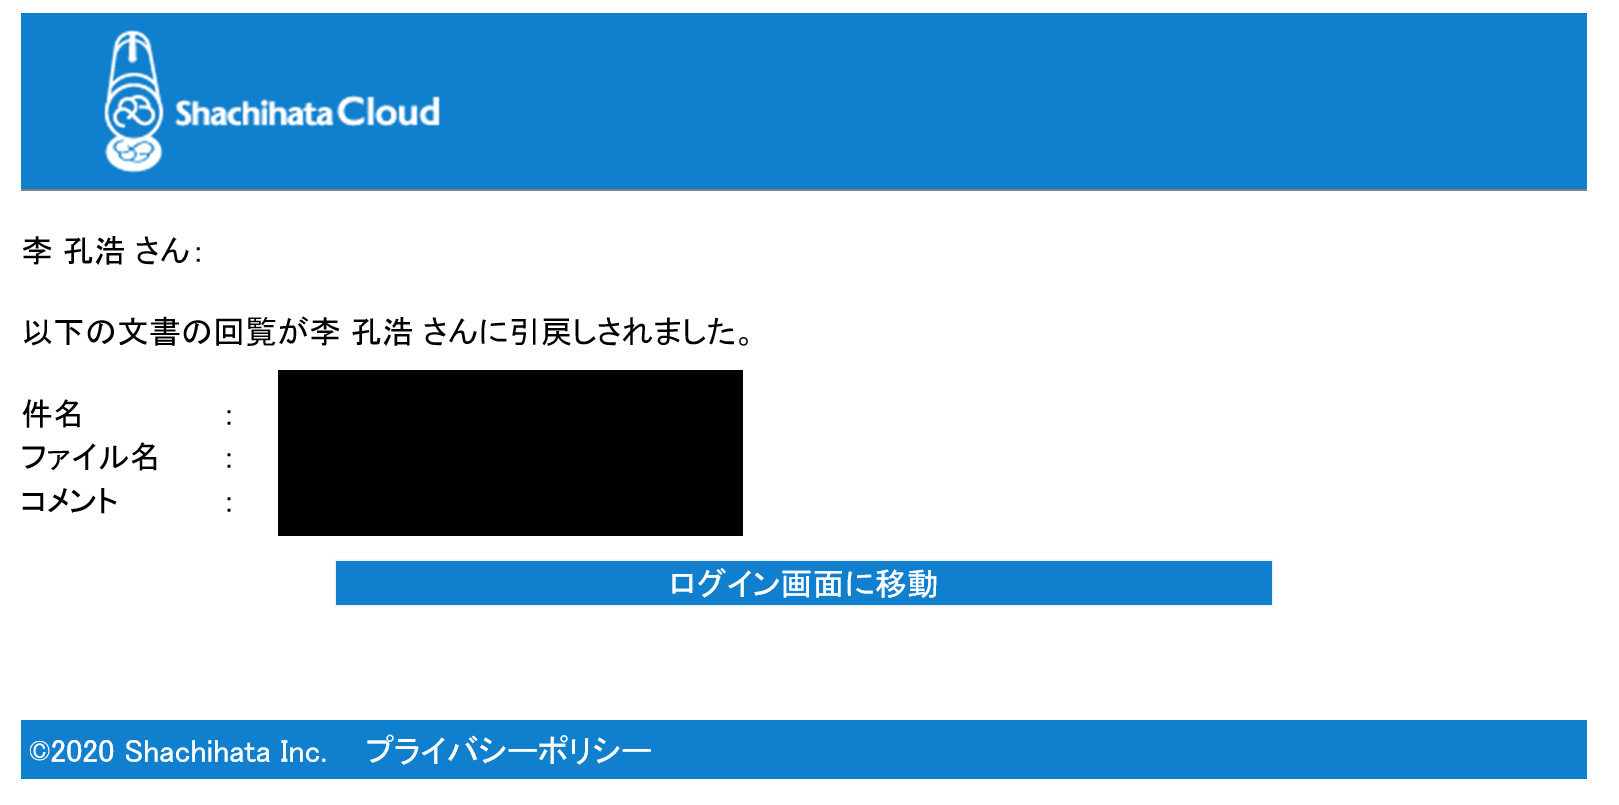 Shachihata Cloud
李 孔浩 さん:
以下の文書の回覧が李 孔浩 さんに引戻しされました。
件名 :
ファイル名 :
コメント :
ログイン画面に移動
©2020 Shachihata Inc. プライバシーポリシー